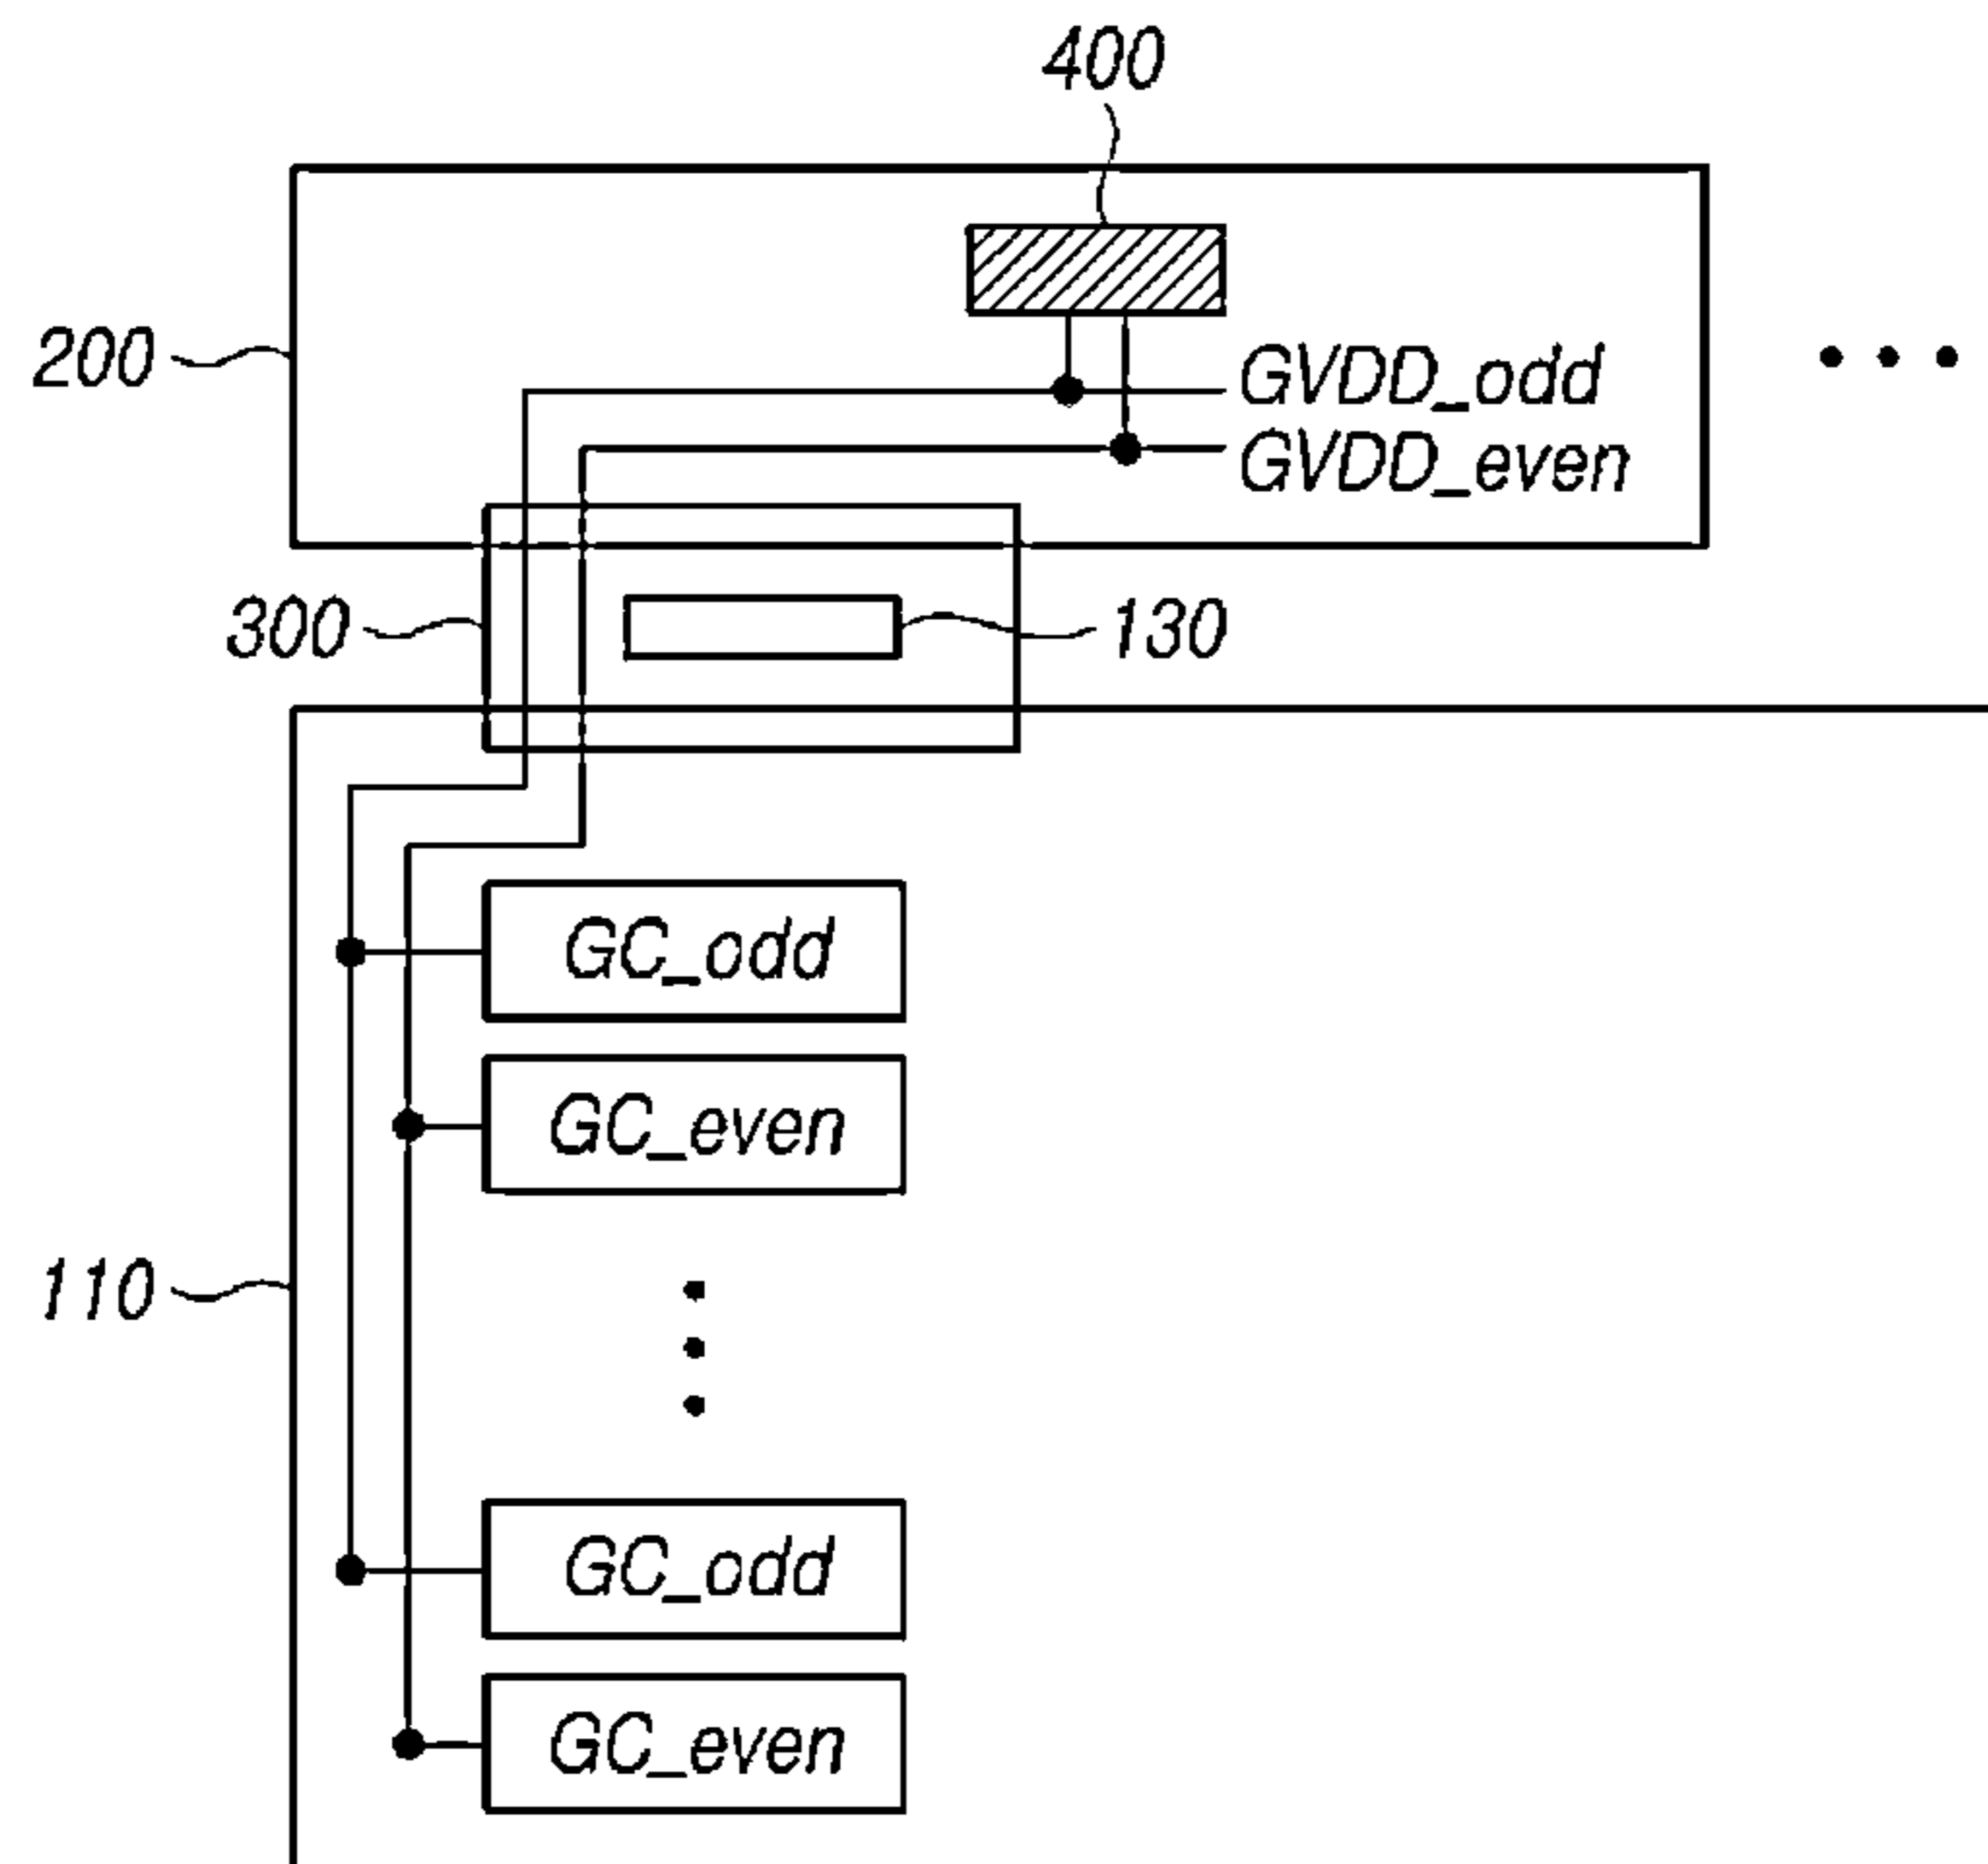 400
200
GVDD_odd
GVDD_even
300
130
GC_odd
GC_even
110
GC_odd
GC_even